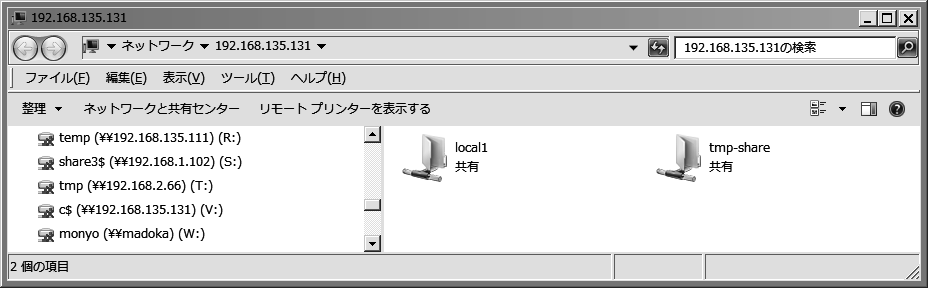 192.168.135.131
ネットワーク 192.168.135.131 192.168.135.131の検索
ファイル(F) 編集(E) 表示(V) ツール(T) ヘルプ(H)
整理 ネットワークと共有センター リモート プリンターを表示する
temp (¥¥192.168.135.111) (R:)
share3$ (¥¥192.168.1.102) (S:)
tmp (¥¥192.168.2.66) (T:)
c$ (¥¥192.168.135.131) (V:)
monyo (¥¥madoka) (W:)
local1
共有
tmp-share
共有
2 個の項目